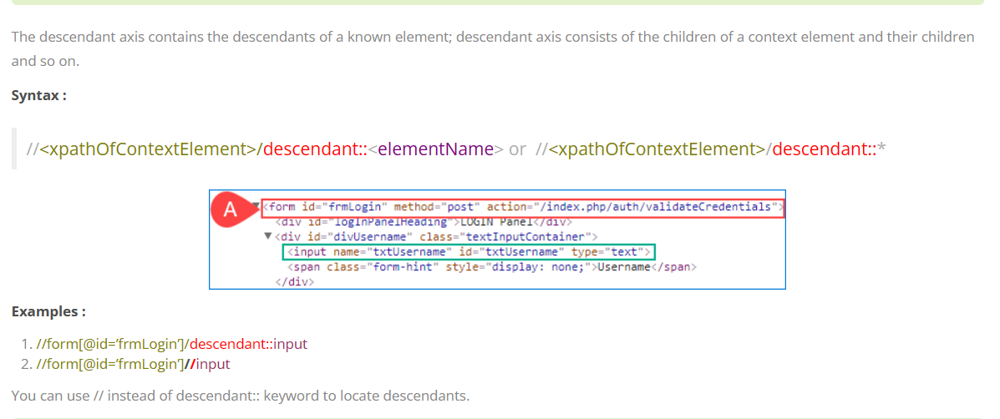 The descendant axis contains the descendants of a known element; descendant axis consists of the children of a context element and their children
and so on.
Syntax :
//<xpathOfContextElement>/descendant::<elementName> or //<xpathOfContextElement>/descendant::*
A
<form id="frmLogin" method="post" action="/index.php/auth/validateCredentials">
<div id="logInPanelHeading">LOGIN Panel</div>
<div id="divUsername" class="textInputContainer">
<input name="txtUsername" id="txtUsername" type="text">
<span class="form-hint" style="display: none;">Username</span>
</div>
Examples :
1. //form[@id=’frmLogin’]/descendant::input
2. //form[@id=’frmLogin’]//input
You can use // instead of descendant:: keyword to locate descendants.